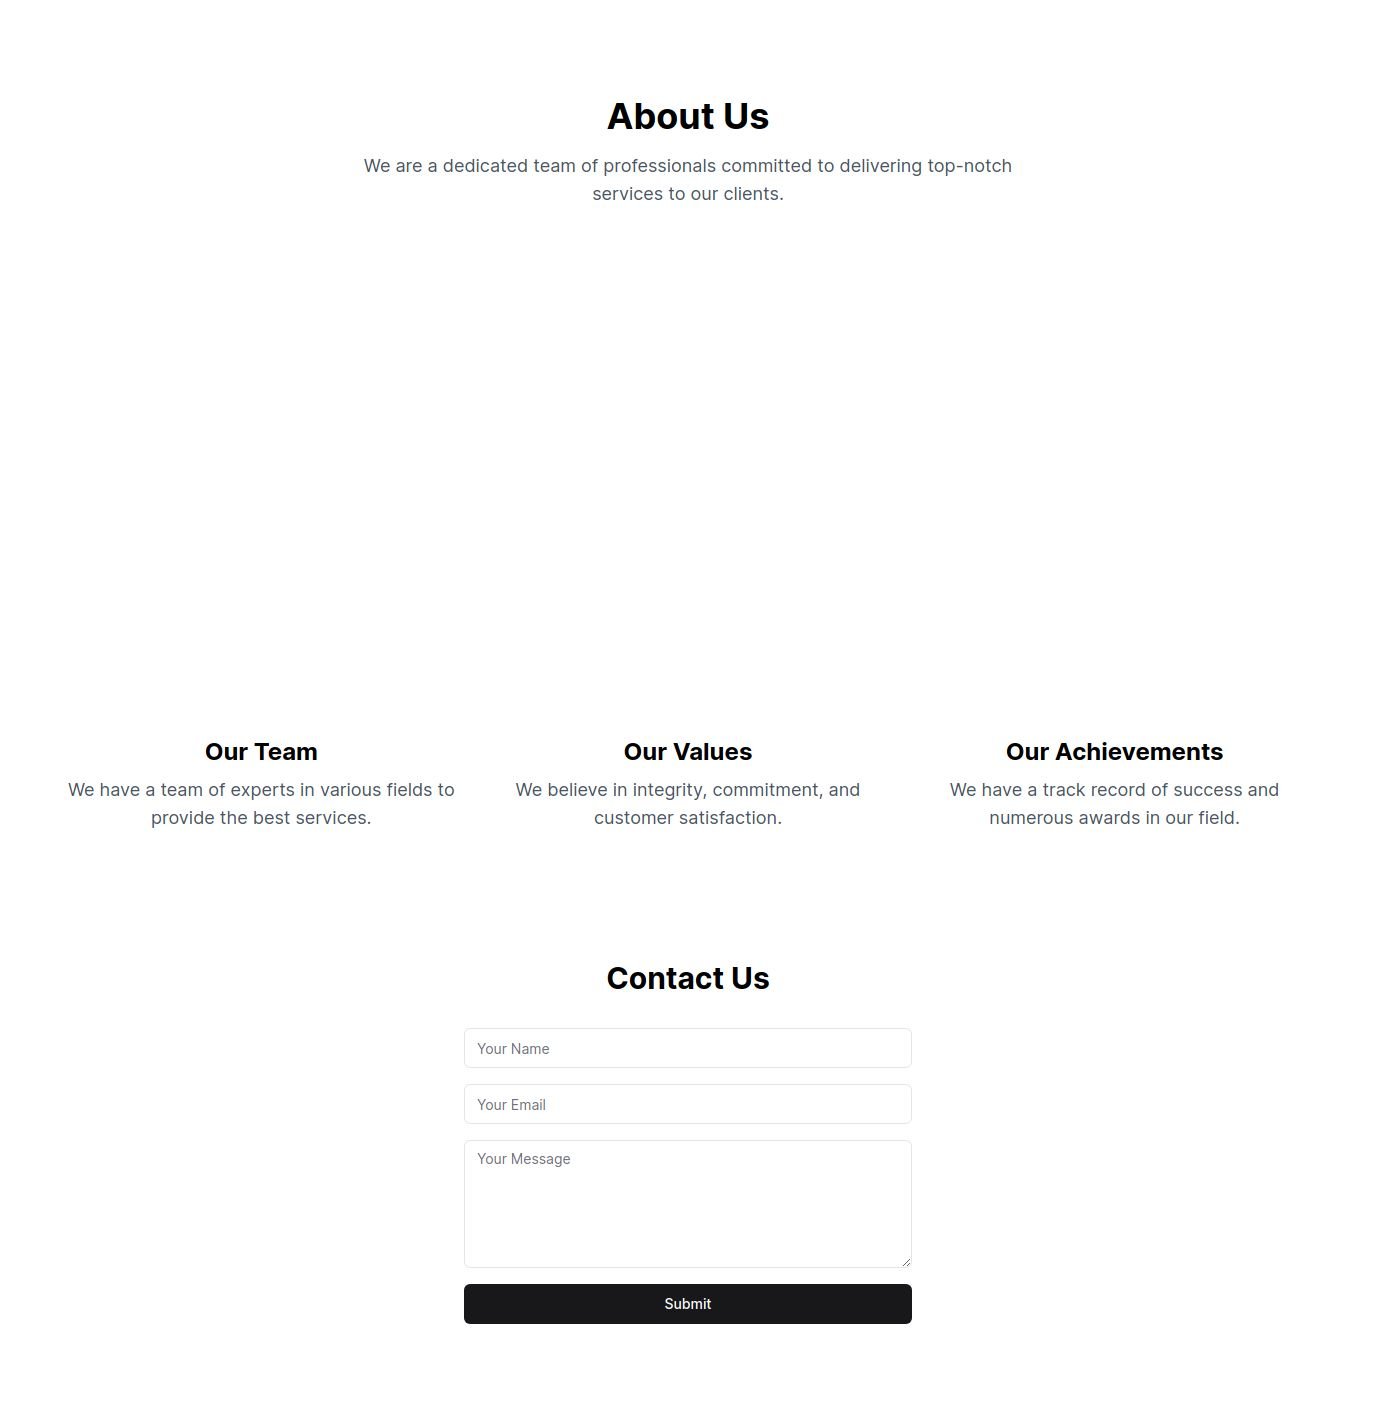 About Us
We are a dedicated team of professionals committed to delivering top-notch
services to our clients.
Our Team
We have a team of experts in various fields to
provide the best services.
Our Values
We believe in integrity, commitment, and
customer satisfaction.
Our Achievements
We have a track record of success and
numerous awards in our field.
Contact Us
Your Name
Your Email
Your Message
Submit